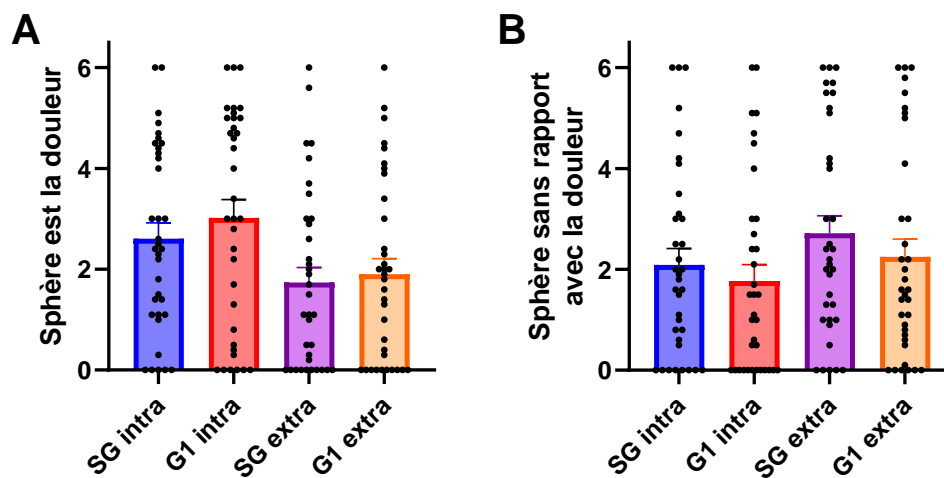 A
Sphère est la douleur
6
4
2
0
SG intra
G1 intra
SG extra
G1 extra
B
Sphère sans rapport
avec la douleur
6
4
2
0
SG intra
G1 intra
SG extra
G1 extra